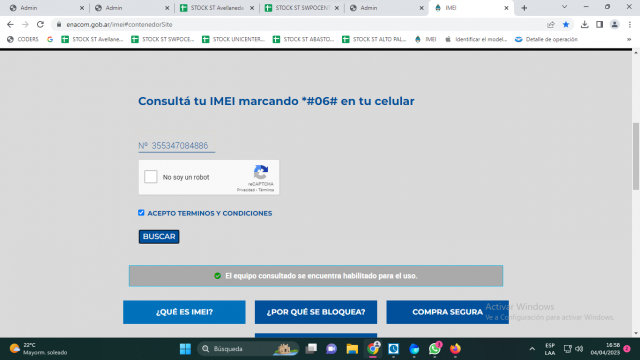 Admin
Admin
STOCK ST Avellaned
STOCK ST SWPOCEN
Admin
IMEI
enacom.gob.ar/imei#contenedorSite
CODERS
G
STOCK ST Avellane...
STOCK ST SWPOCE...
STOCK UNICENTER...
STOCK ST ABASTO...
STOCK ST ALTO PAL...
IMEI
Identificar el model...
Detalle de operación
Consultá tu IMEI marcando *#06# en tu celular
Nº 355347084886
No soy un robot
reCAPTCHA
Privacidad - Términos
ACEPTO TERMINOS Y CONDICIONES
BUSCAR
El equipo consultado se encuentra habilitado para el uso.
¿QUÉ ES IMEI?
¿POR QUÉ SE BLOQUEA?
COMPRA SEGURA
Activar Windows
Ve a Configuración para activar Windows.
22°C
Mayorm. soleado
Búsqueda
ESP
LAA
16:58
04/04/2023